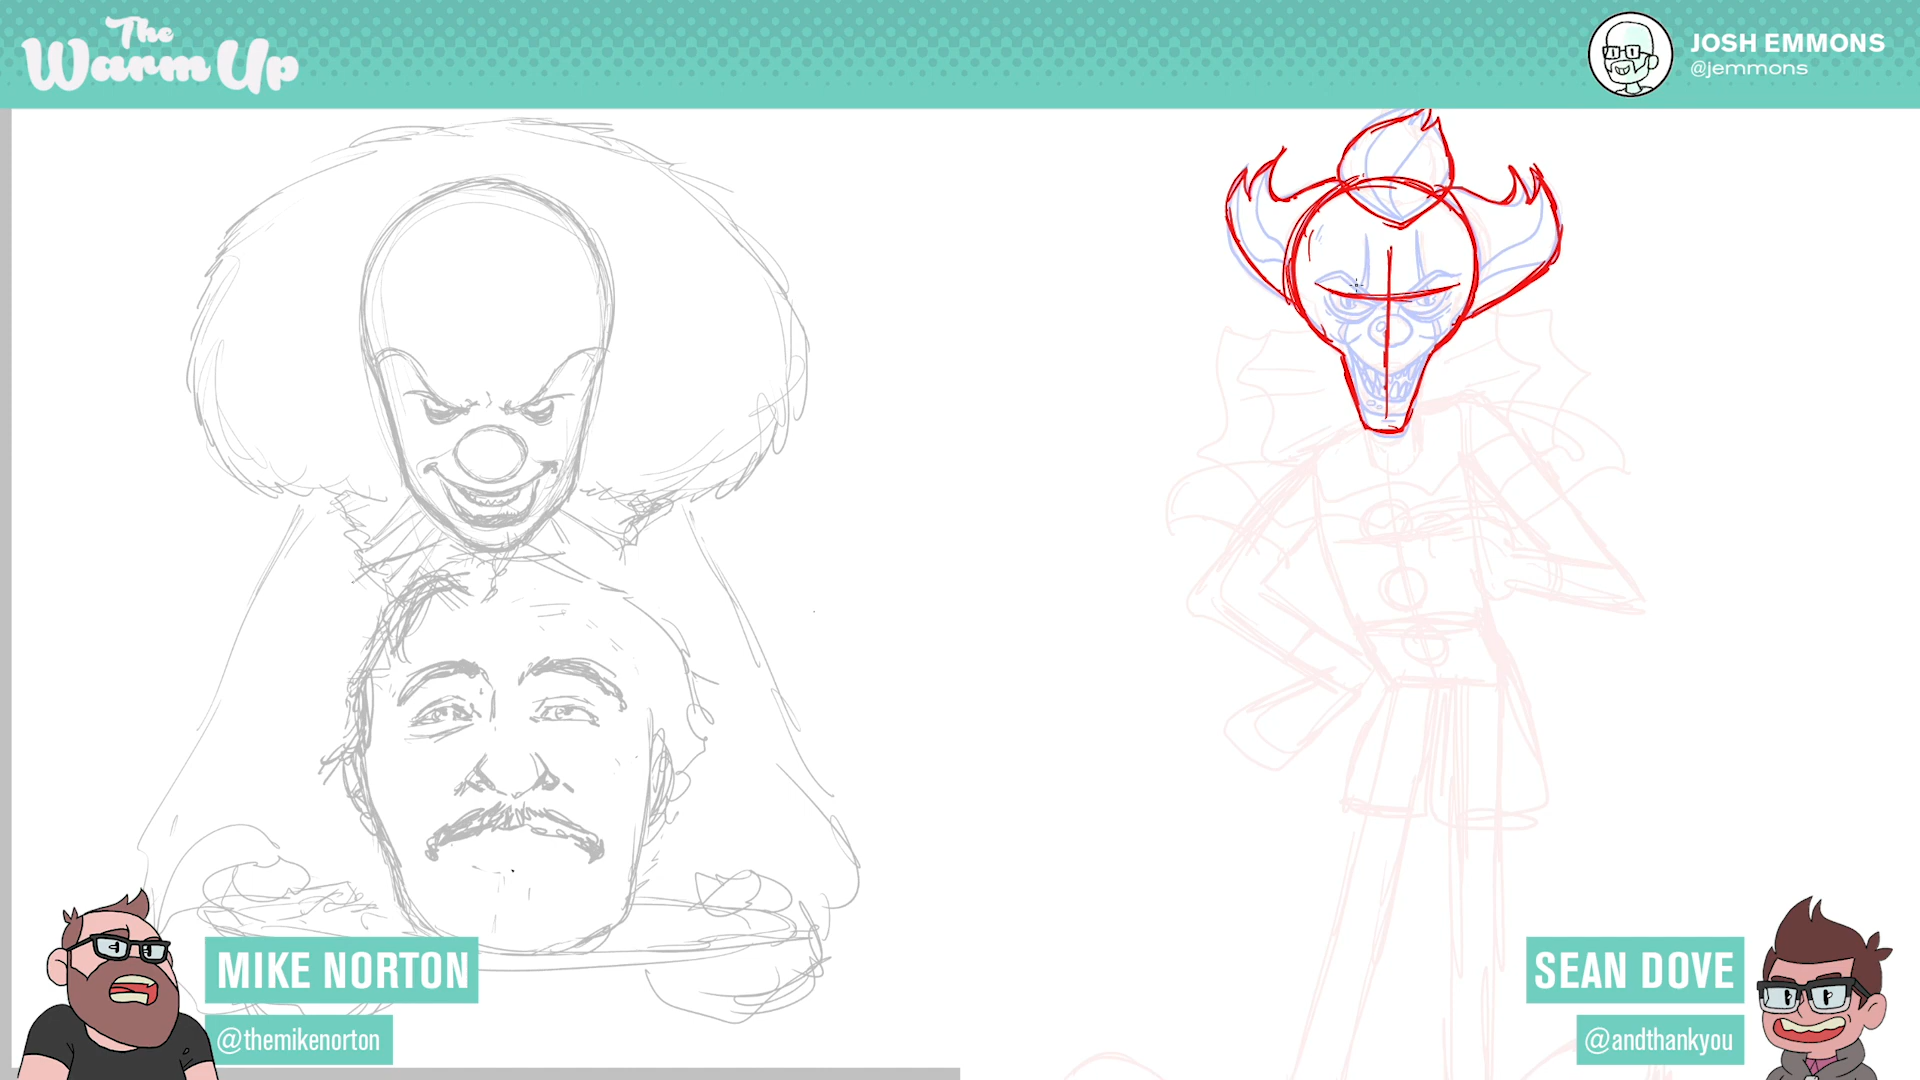 The
Warm Up
JOSH EMMONS
@jemmons
MIKE NORTON
@themikenorton
SEAN DOVE
@andthankyou